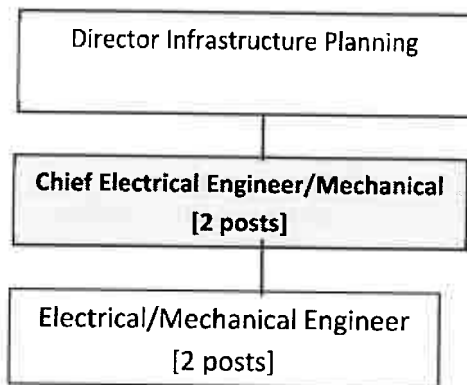 Director Infrastructure Planning
Chief Electrical Engineer/Mechanical
[2 posts]
Electrical/Mechanical Engineer
[2 posts]